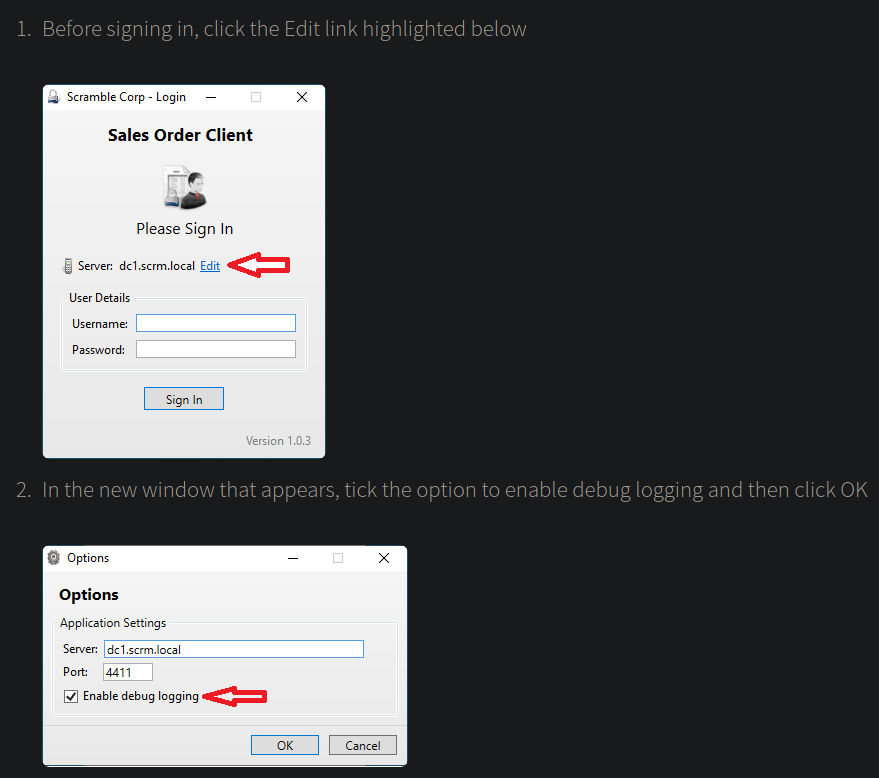 1. Before signing in, click the Edit link highlighted below
Scramble Corp - Login
Sales Order Client
Please Sign In
Server: dc1.scrm.local Edit
User Details
Username:
Password:
Sign In
Version 1.0.3
2. In the new window that appears, tick the option to enable debug logging and then click OK
Options
Options
Application Settings
Server: dc1.scrm.local
Port: 4411
Enable debug logging
OK Cancel